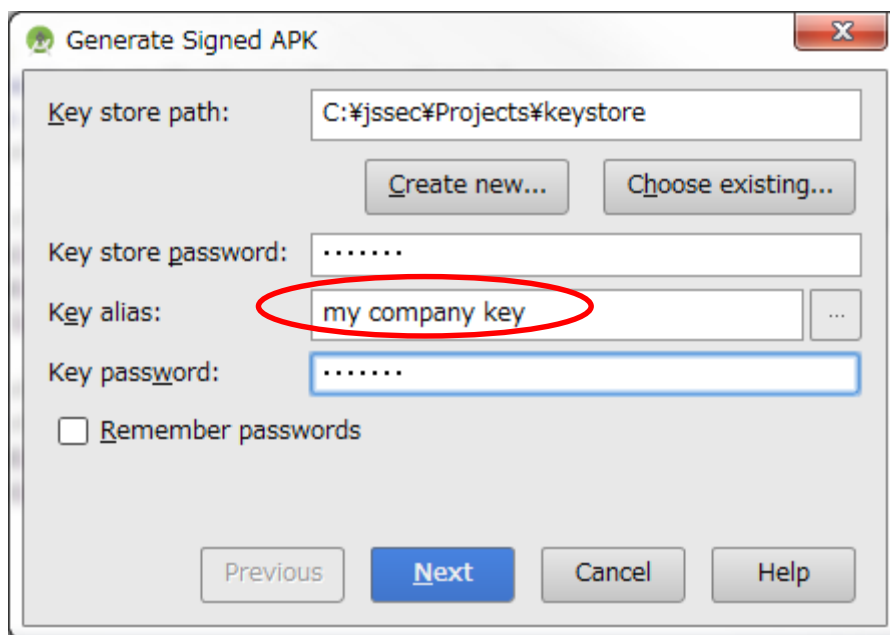 Generate Signed APK
Key store path: C:¥jssec¥Projects¥keystore
Create new... Choose existing...
Key store password: ·······
Key alias: my company key ...
Key password: ·······
Remember passwords
Previous Next Cancel Help